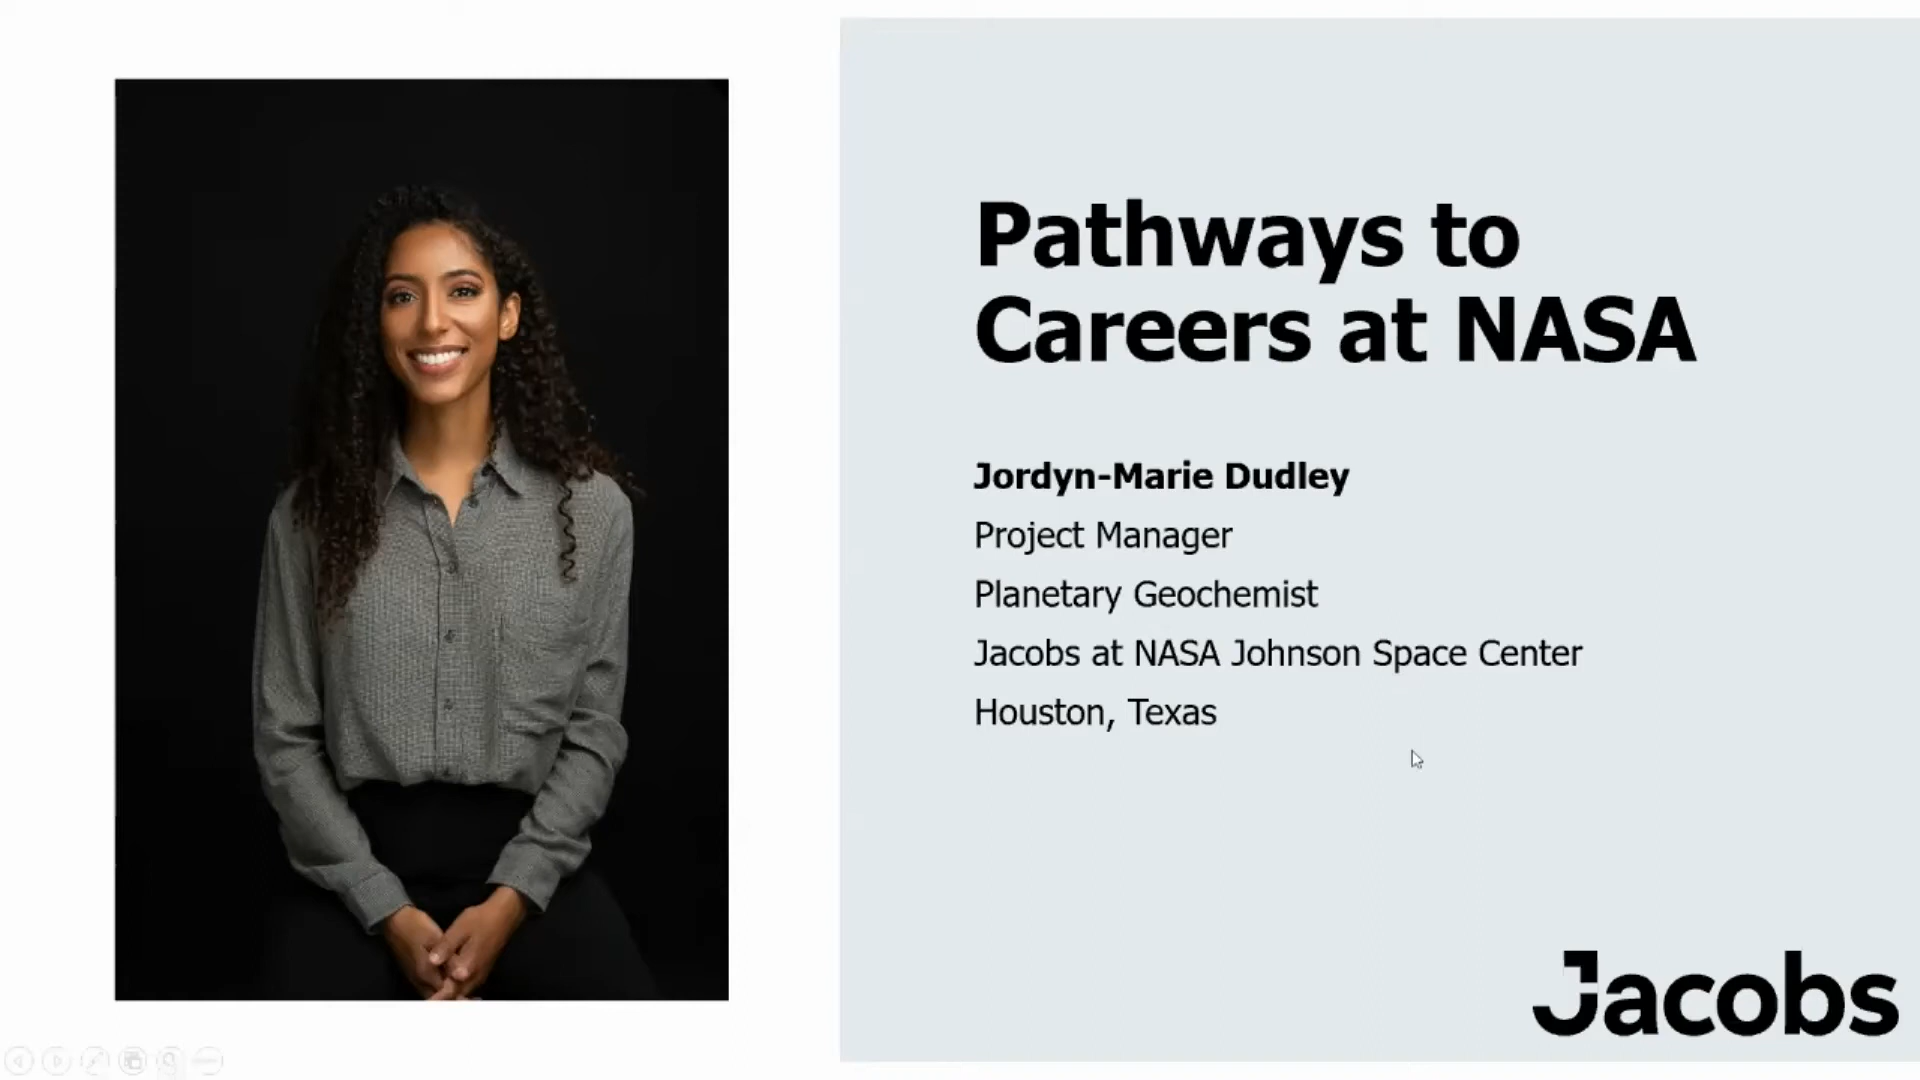 Pathways to
Careers at NASA
Jordyn-Marie Dudley
Project Manager
Planetary Geochemist
Jacobs at NASA Johnson Space Center
Houston, Texas
Jacobs